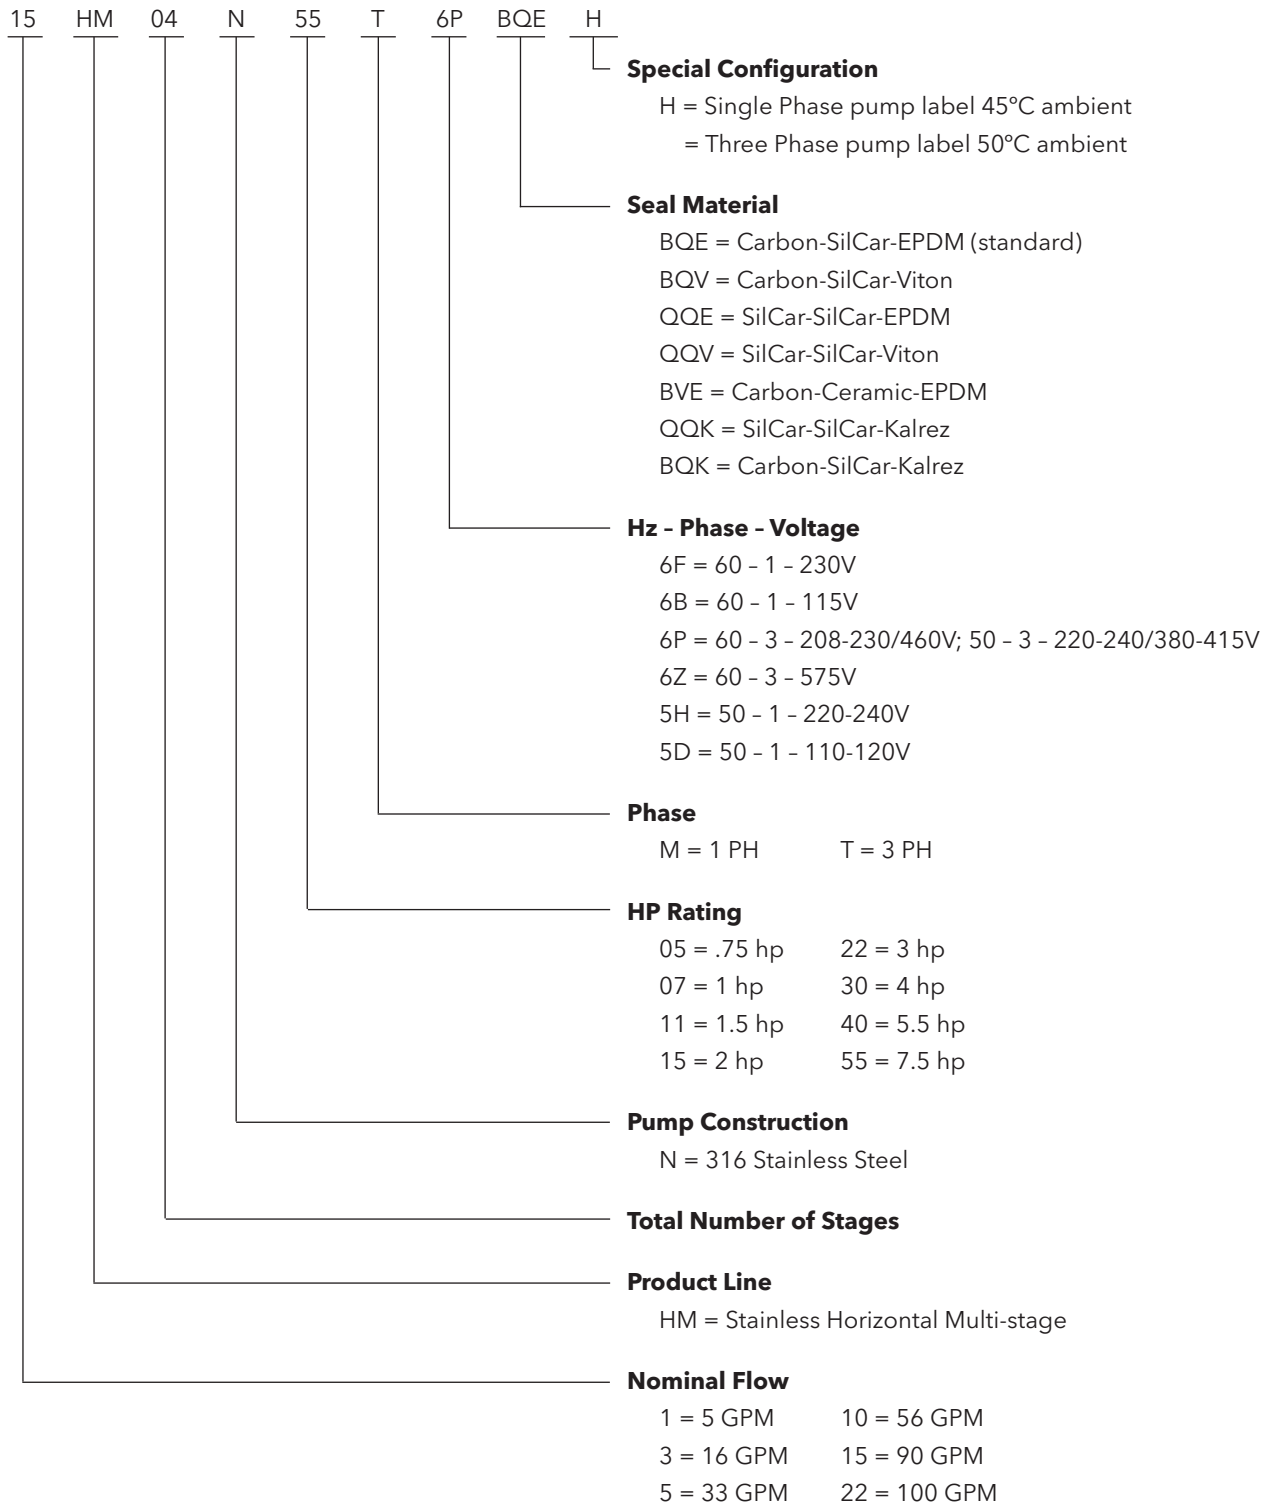 15 HM 04 N 55 T 6P BQE H
Special Configuration
H = Single Phase pump label 45ºC ambient
= Three Phase pump label 50ºC ambient
Seal Material
BQE = Carbon-SilCar-EPDM (standard)
BQV = Carbon-SilCar-Viton
QQE = SilCar-SilCar-EPDM
QQV = SilCar-SilCar-Viton
BVE = Carbon-Ceramic-EPDM
QQK = SilCar-SilCar-Kalrez
BQK = Carbon-SilCar-Kalrez
Hz – Phase – Voltage
6F = 60 – 1 – 230V
6B = 60 – 1 – 115V
6P = 60 – 3 – 208-230/460V; 50 – 3 – 220-240/380-415V
6Z = 60 – 3 – 575V
5H = 50 – 1 – 220-240V
5D = 50 – 1 – 110-120V
Phase
M = 1 PH T = 3 PH
HP Rating
05 = .75 hp 22 = 3 hp
07 = 1 hp 30 = 4 hp
11 = 1.5 hp 40 = 5.5 hp
15 = 2 hp 55 = 7.5 hp
Pump Construction
N = 316 Stainless Steel
Total Number of Stages
Product Line
HM = Stainless Horizontal Multi-stage
Nominal Flow
1 = 5 GPM 10 = 56 GPM
3 = 16 GPM 15 = 90 GPM
5 = 33 GPM 22 = 100 GPM